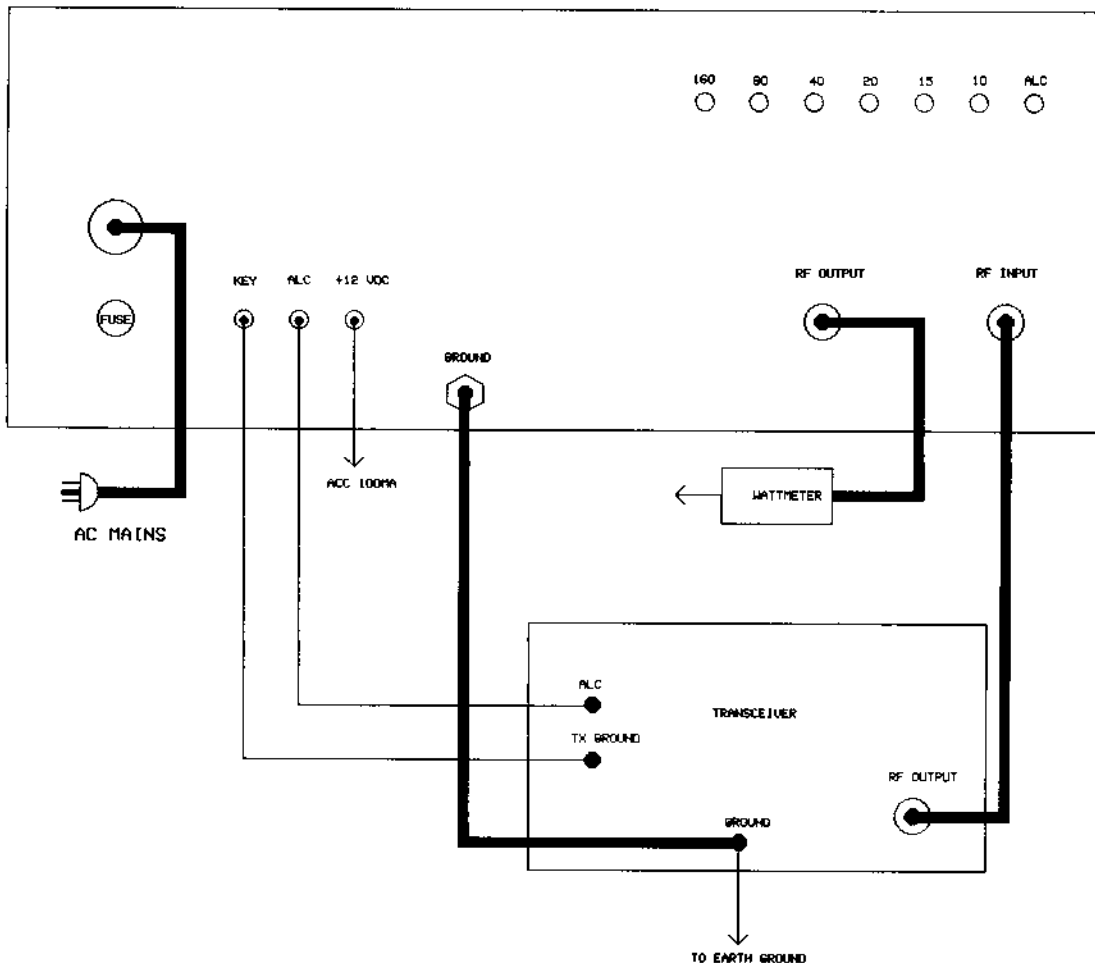 160 80 40 20 15 10 ALC
KEY ALC +12 VDC
RF OUTPUT RF INPUT
FUSE
GROUND
ACC 100MA
WATTMETER
AC MAINS
ALC
TRANSCEIVER
TX GROUND
RF OUTPUT
GROUND
TO EARTH GROUND